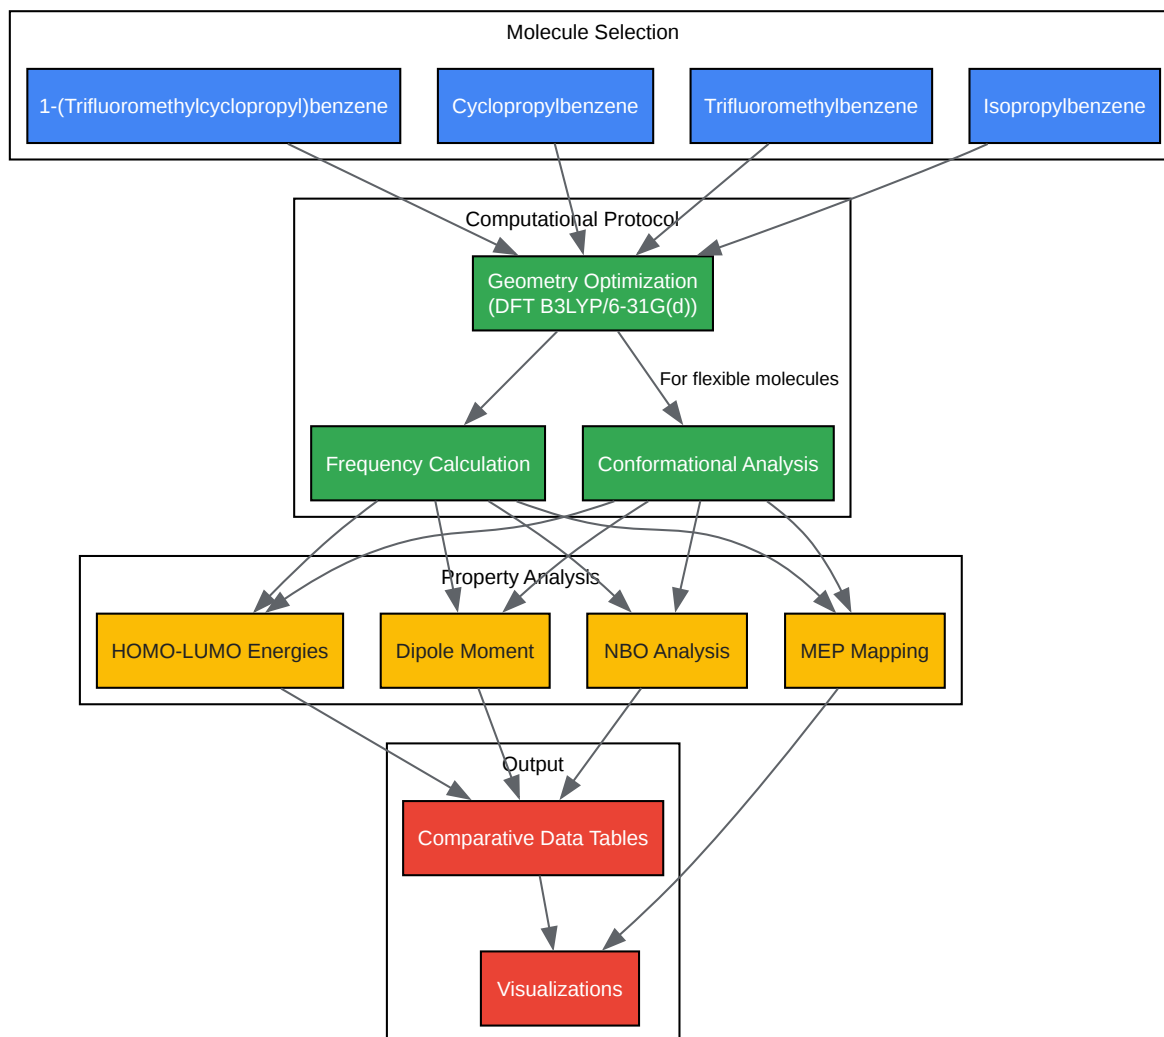 Molecule Selection
1-(Trifluoromethylcyclopropyl)benzene
Cyclopropylbenzene
Trifluoromethylbenzene
Isopropylbenzene
Computational Protocol
Geometry Optimization
(DFT B3LYP/6-31G(d))
For flexible molecules
Frequency Calculation
Conformational Analysis
Property Analysis
HOMO-LUMO Energies
Dipole Moment
NBO Analysis
MEP Mapping
Output
Comparative Data Tables
Visualizations